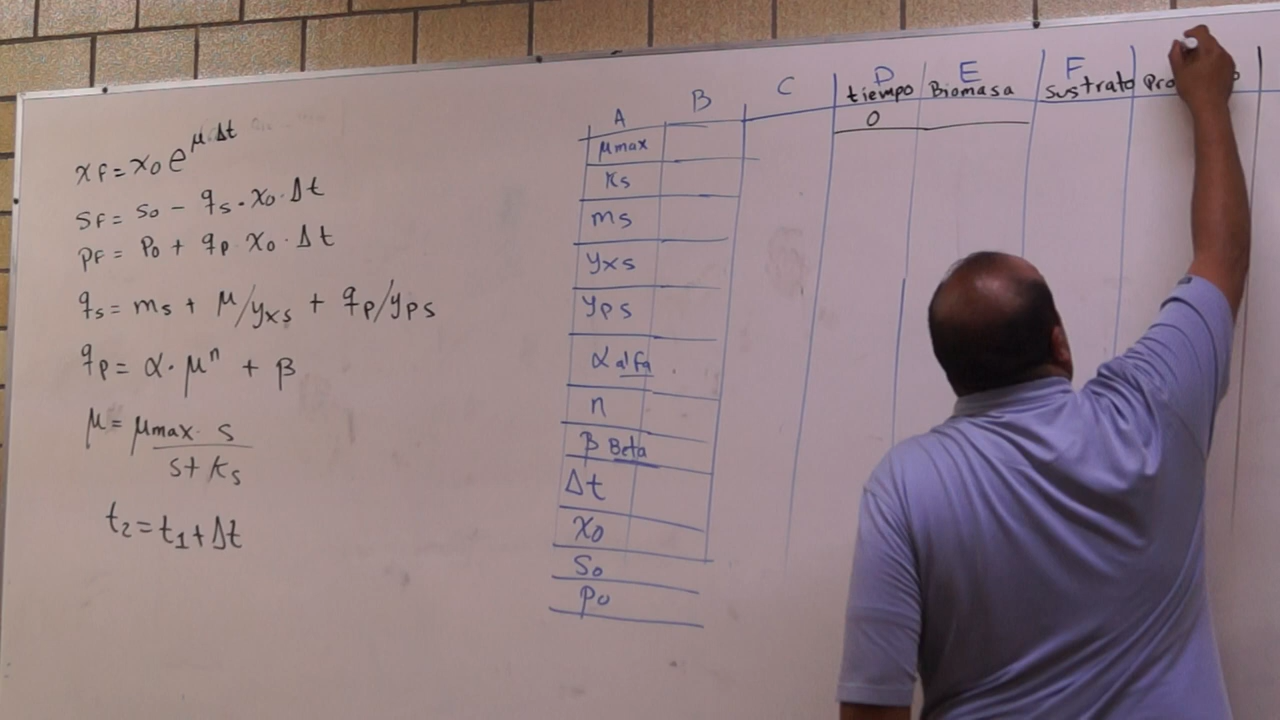 xF = x0 e^μ·Δt
SF = S0 - qs · x0 · Δt
PF = P0 + qp x0 · Δt
qs = ms + μ/yxs + qp/yps
qp = α · μ^n + β
μ = μmax · s
s + Ks
t2 = t1 + Δt
A B C D E F
tiempo Biomasa Sustrato
0
μmax
Ks
ms
yxs
yps
α alfa
n
β Beta
Δt
x0
S0
P0